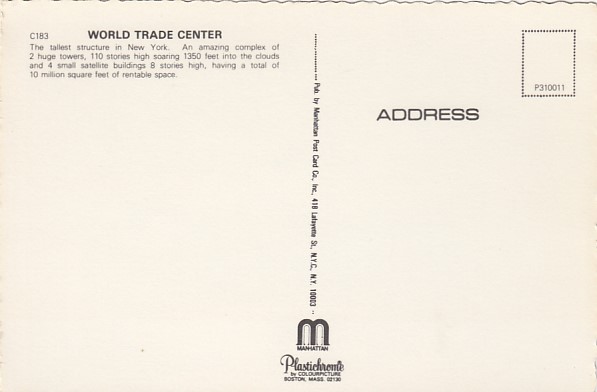 C183 WORLD TRADE CENTER
The tallest structure in New York. An amazing complex of
2 huge towers, 110 stories high soaring 1350 feet into the clouds
and 4 small satellite buildings 8 stories high, having a total of
10 million square feet of rentable space.
Pub by Manhattan Post Card Co., Inc., 418 Lafayette St., N.Y.C., N.Y. 10003
P310011
ADDRESS
m
MANHATTAN
Plastichrome
by COLOURPICTURE
BOSTON, MASS. 02130